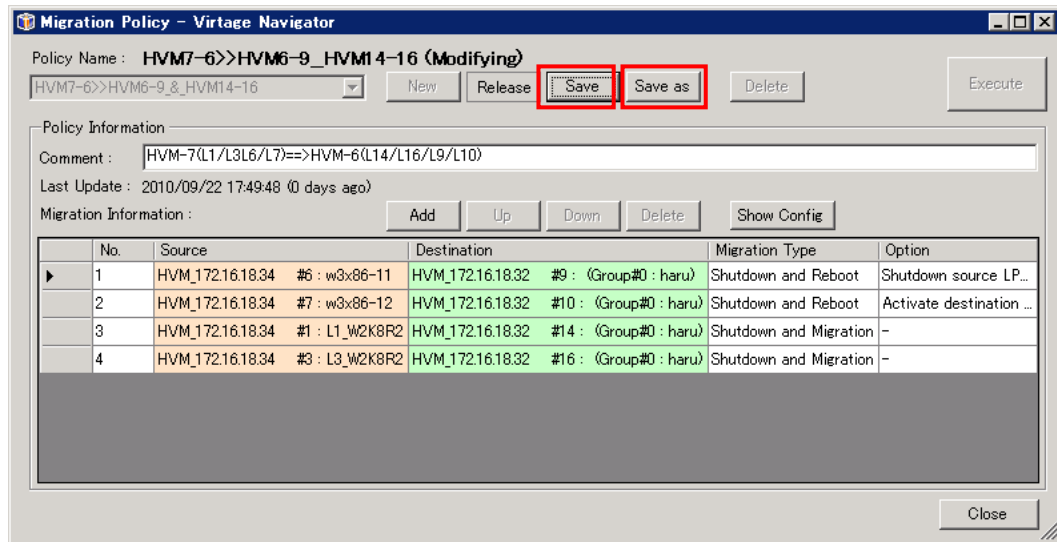 Migration Policy - Virtage Navigator
Policy Name : HVM7-6>>HVM6-9_HVM14-16 (Modifying)
HVM7-6>>HVM6-9_&_HVM14-16 New Release Save Save as Delete Execute
Policy Information
Comment : HVM-7(L1/L3L6/L7)==>HVM-6(L14/L16/L9/L10)
Last Update : 2010/09/22 17:49:48 (0 days ago)
Migration Information : Add Up Down Delete Show Config
No. Source Destination Migration Type Option
1 HVM_172.16.18.34 #6 : w3x86-11 HVM_172.16.18.32 #9 : (Group#0 : haru) Shutdown and Reboot Shutdown source LP...
2 HVM_172.16.18.34 #7 : w3x86-12 HVM_172.16.18.32 #10 : (Group#0 : haru) Shutdown and Reboot Activate destination ...
3 HVM_172.16.18.34 #1 : L1_W2K8R2 HVM_172.16.18.32 #14 : (Group#0 : haru) Shutdown and Migration -
4 HVM_172.16.18.34 #3 : L3_W2K8R2 HVM_172.16.18.32 #16 : (Group#0 : haru) Shutdown and Migration -
Close